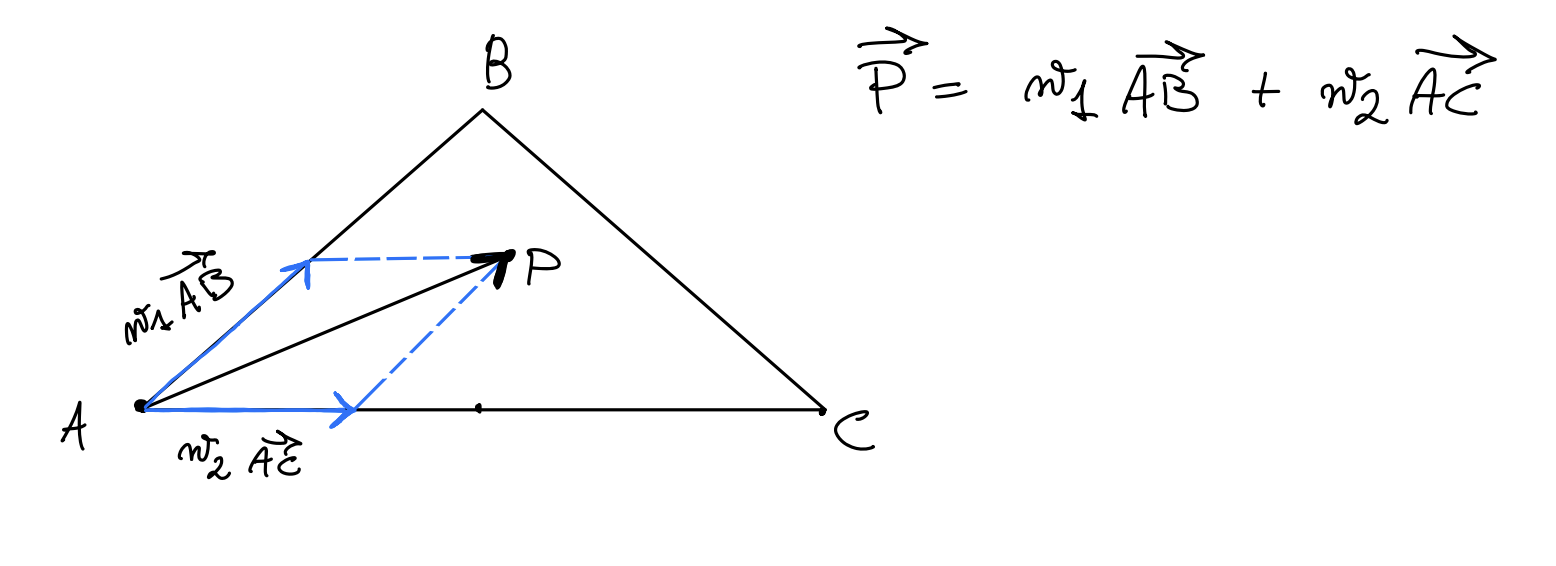 B
P⃗ = w1 AB⃗ + w2 AC⃗
w1 AB⃗
P
A
C
w2 AC⃗